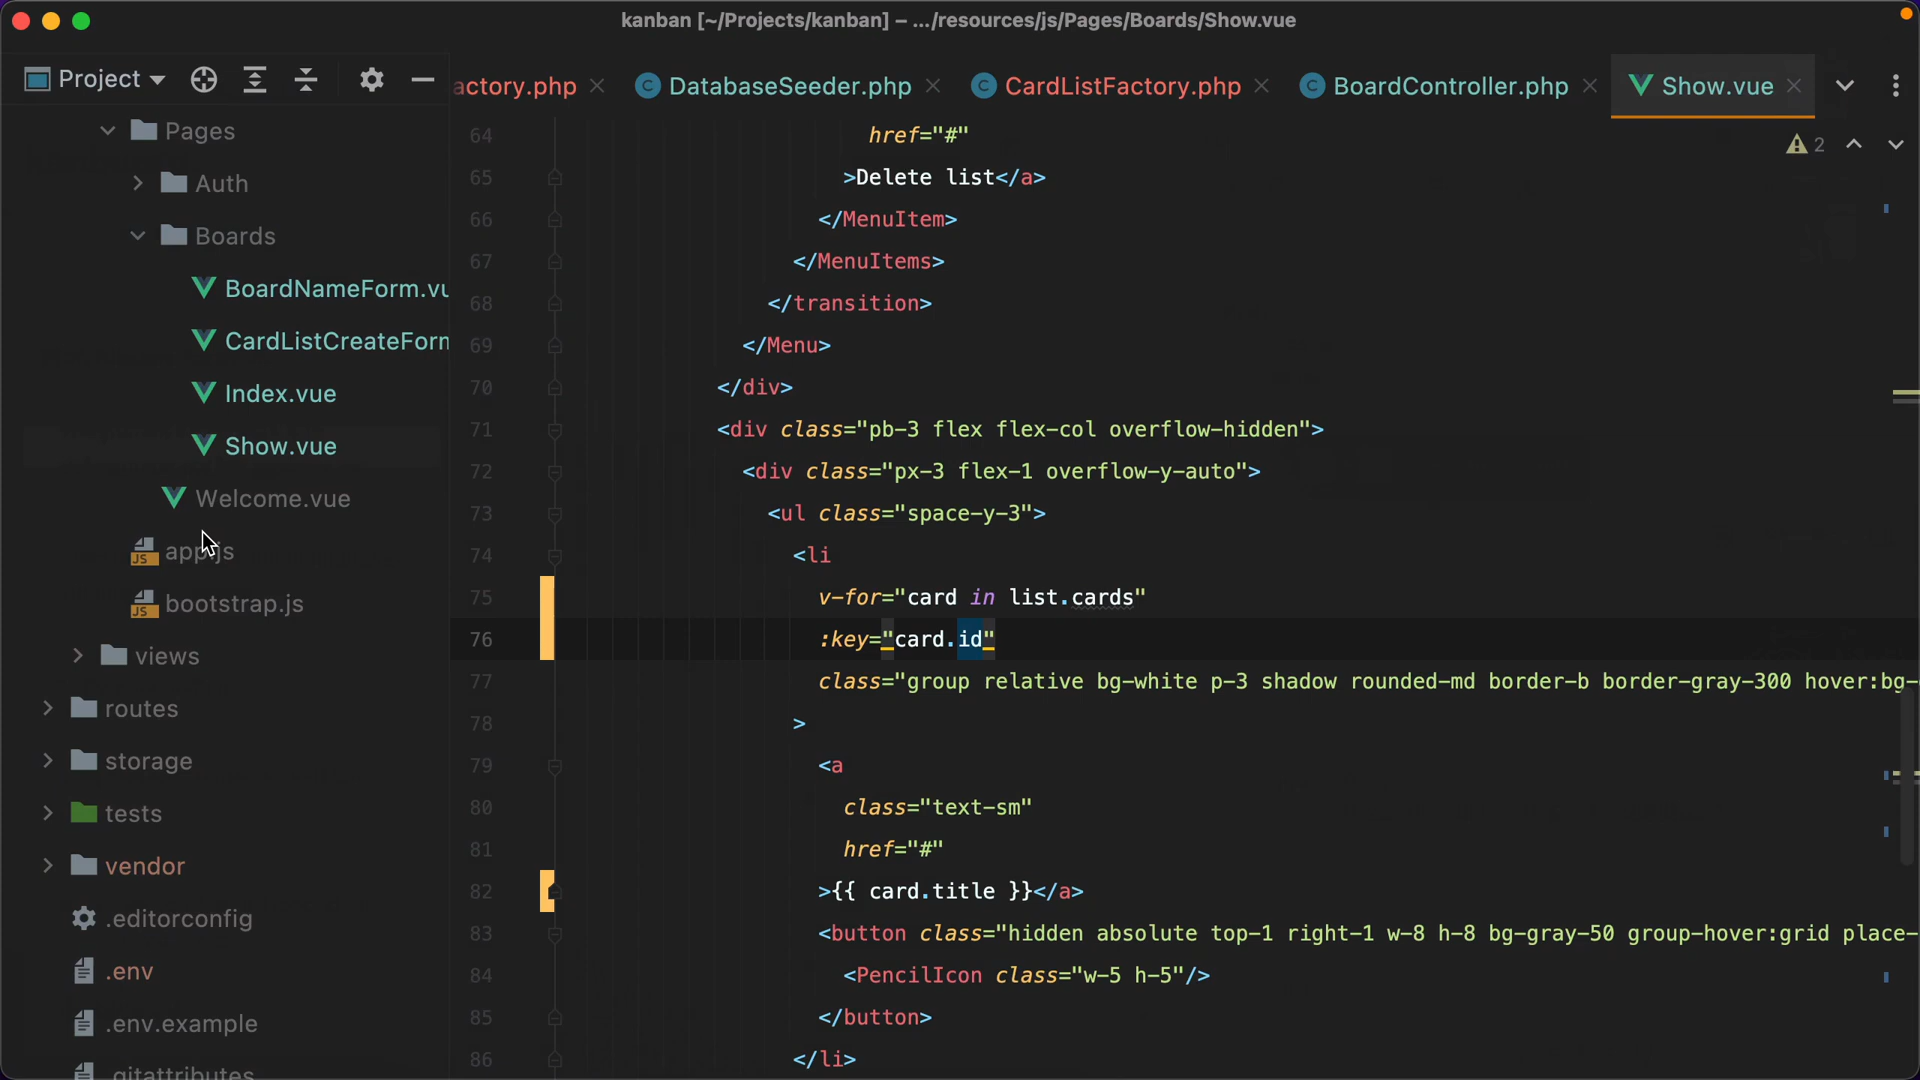 kanban [~/Projects/kanban] – .../resources/js/Pages/Boards/Show.vue
Project
actory.php
DatabaseSeeder.php
CardListFactory.php
BoardController.php
Show.vue
2
Pages
Auth
Boards
BoardNameForm.vu
CardListCreateForm
Index.vue
Show.vue
Welcome.vue
app.js
bootstrap.js
views
routes
storage
tests
vendor
.editorconfig
.env
.env.example
.gitattributes
64 href="#"
65 >Delete list</a>
66 </MenuItem>
67 </MenuItems>
68 </transition>
69 </Menu>
70 </div>
71 <div class="pb-3 flex flex-col overflow-hidden">
72 <div class="px-3 flex-1 overflow-y-auto">
73 <ul class="space-y-3">
74 <li
75 v-for="card in list.cards"
76 :key="card.id"
77 class="group relative bg-white p-3 shadow rounded-md border-b border-gray-300 hover:bg-
78 >
79 <a
80 class="text-sm"
81 href="#"
82 >{{ card.title }}</a>
83 <button class="hidden absolute top-1 right-1 w-8 h-8 bg-gray-50 group-hover:grid place-
84 <PencilIcon class="w-5 h-5"/>
85 </button>
86 </li>